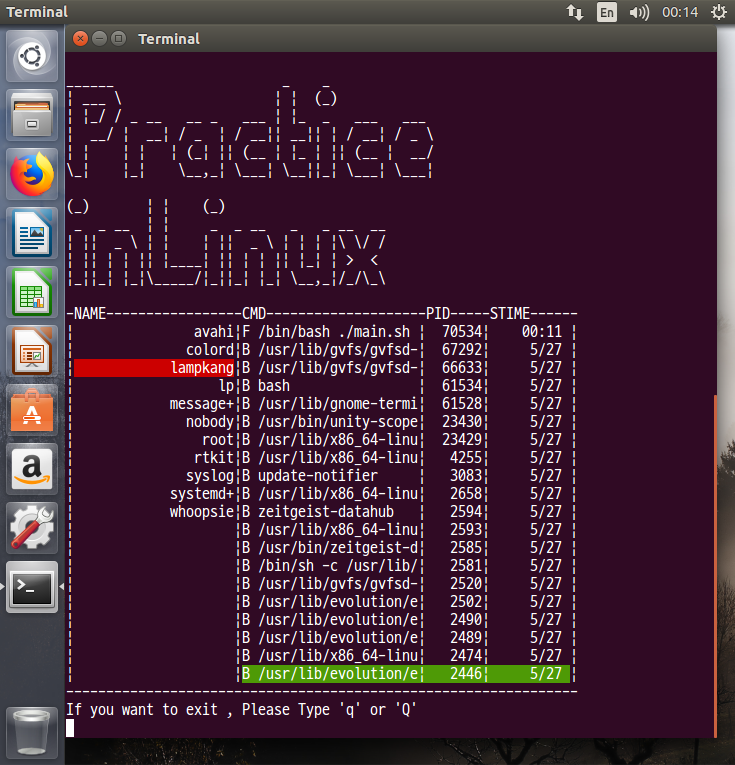 Terminal En 00:14
Terminal
Practice
inLinux
-NAME-----------------CMD--------------------PID-----STIME------
¦ avahi¦F /bin/bash ./main.sh ¦ 70534¦ 00:11 ¦
¦ colord¦B /usr/lib/gvfs/gvfsd-¦ 67292¦ 5/27 ¦
¦ lampkang¦B /usr/lib/gvfs/gvfsd-¦ 66633¦ 5/27 ¦
¦ lp¦B bash ¦ 61534¦ 5/27 ¦
¦ message+¦B /usr/lib/gnome-termi¦ 61528¦ 5/27 ¦
¦ nobody¦B /usr/bin/unity-scope¦ 23430¦ 5/27 ¦
¦ root¦B /usr/lib/x86_64-linu¦ 23429¦ 5/27 ¦
¦ rtkit¦B /usr/lib/x86_64-linu¦ 4255¦ 5/27 ¦
¦ syslog¦B update-notifier ¦ 3083¦ 5/27 ¦
¦ systemd+¦B /usr/lib/x86_64-linu¦ 2658¦ 5/27 ¦
¦ whoopsie¦B zeitgeist-datahub ¦ 2594¦ 5/27 ¦
¦ ¦B /usr/lib/x86_64-linu¦ 2593¦ 5/27 ¦
¦ ¦B /usr/bin/zeitgeist-d¦ 2585¦ 5/27 ¦
¦ ¦B /bin/sh -c /usr/lib/¦ 2581¦ 5/27 ¦
¦ ¦B /usr/lib/gvfs/gvfsd-¦ 2520¦ 5/27 ¦
¦ ¦B /usr/lib/evolution/e¦ 2502¦ 5/27 ¦
¦ ¦B /usr/lib/evolution/e¦ 2490¦ 5/27 ¦
¦ ¦B /usr/lib/evolution/e¦ 2489¦ 5/27 ¦
¦ ¦B /usr/lib/x86_64-linu¦ 2474¦ 5/27 ¦
¦ ¦B /usr/lib/evolution/e¦ 2446¦ 5/27 ¦
----------------------------------------------------------------
If you want to exit , Please Type 'q' or 'Q'